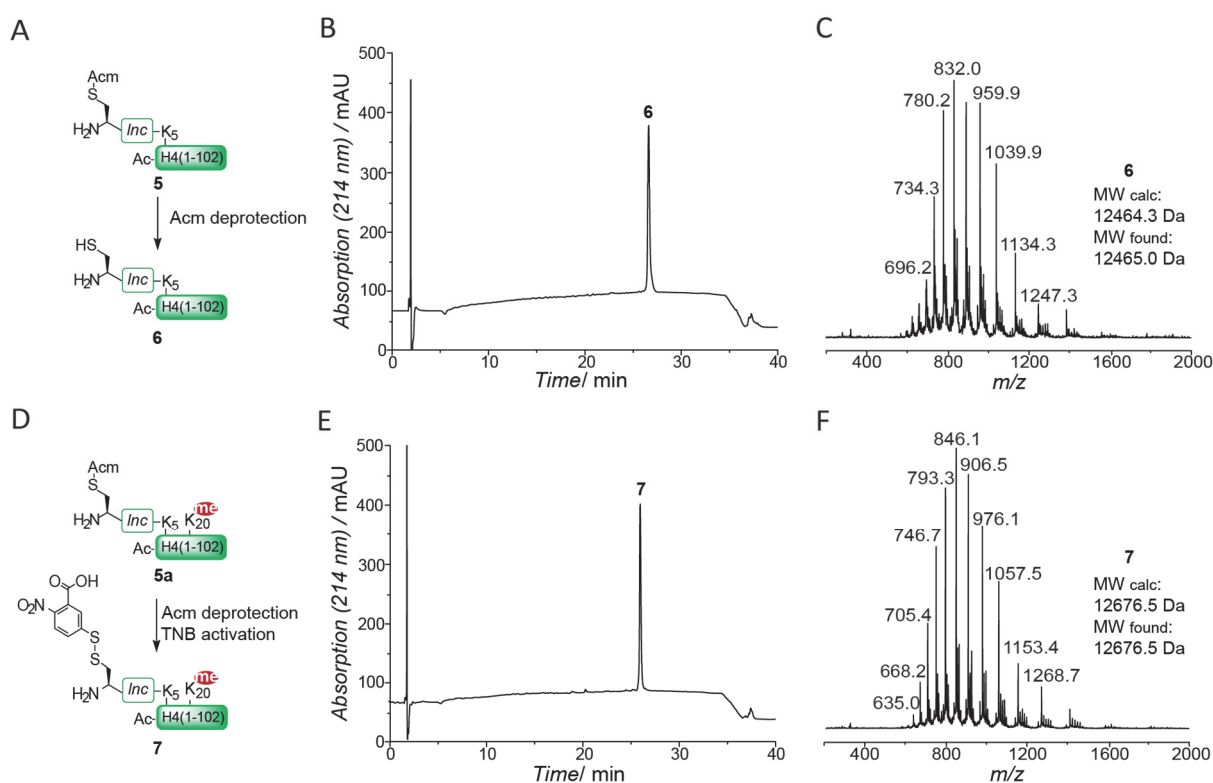 A
Acm
S
H2N
lnc
K5
Ac-
H4(1-102)
5
Acm deprotection
HS
H2N
lnc
K5
Ac-
H4(1-102)
6
B
Absorption (214 nm) / mAU
500
400
300
200
100
0
6
0
10
20
30
40
Time/ min
C
832.0
780.2
959.9
1039.9
734.3
1134.3
696.2
1247.3
6
MW calc:
12464.3 Da
MW found:
12465.0 Da
400
800
1200
1600
2000
m/z
D
Acm
S
H2N
lnc
K5
K20
me
Ac-
H4(1-102)
5a
Acm deprotection
TNB activation
O
OH
O2N
S
S
H2N
lnc
K5
K20
me
Ac-
H4(1-102)
7
E
Absorption (214 nm) / mAU
500
400
300
200
100
0
7
0
10
20
30
40
Time/ min
F
846.1
793.3
906.5
976.1
746.7
1057.5
705.4
1153.4
668.2
1268.7
635.0
7
MW calc:
12676.5 Da
MW found:
12676.5 Da
400
800
1200
1600
2000
m/z